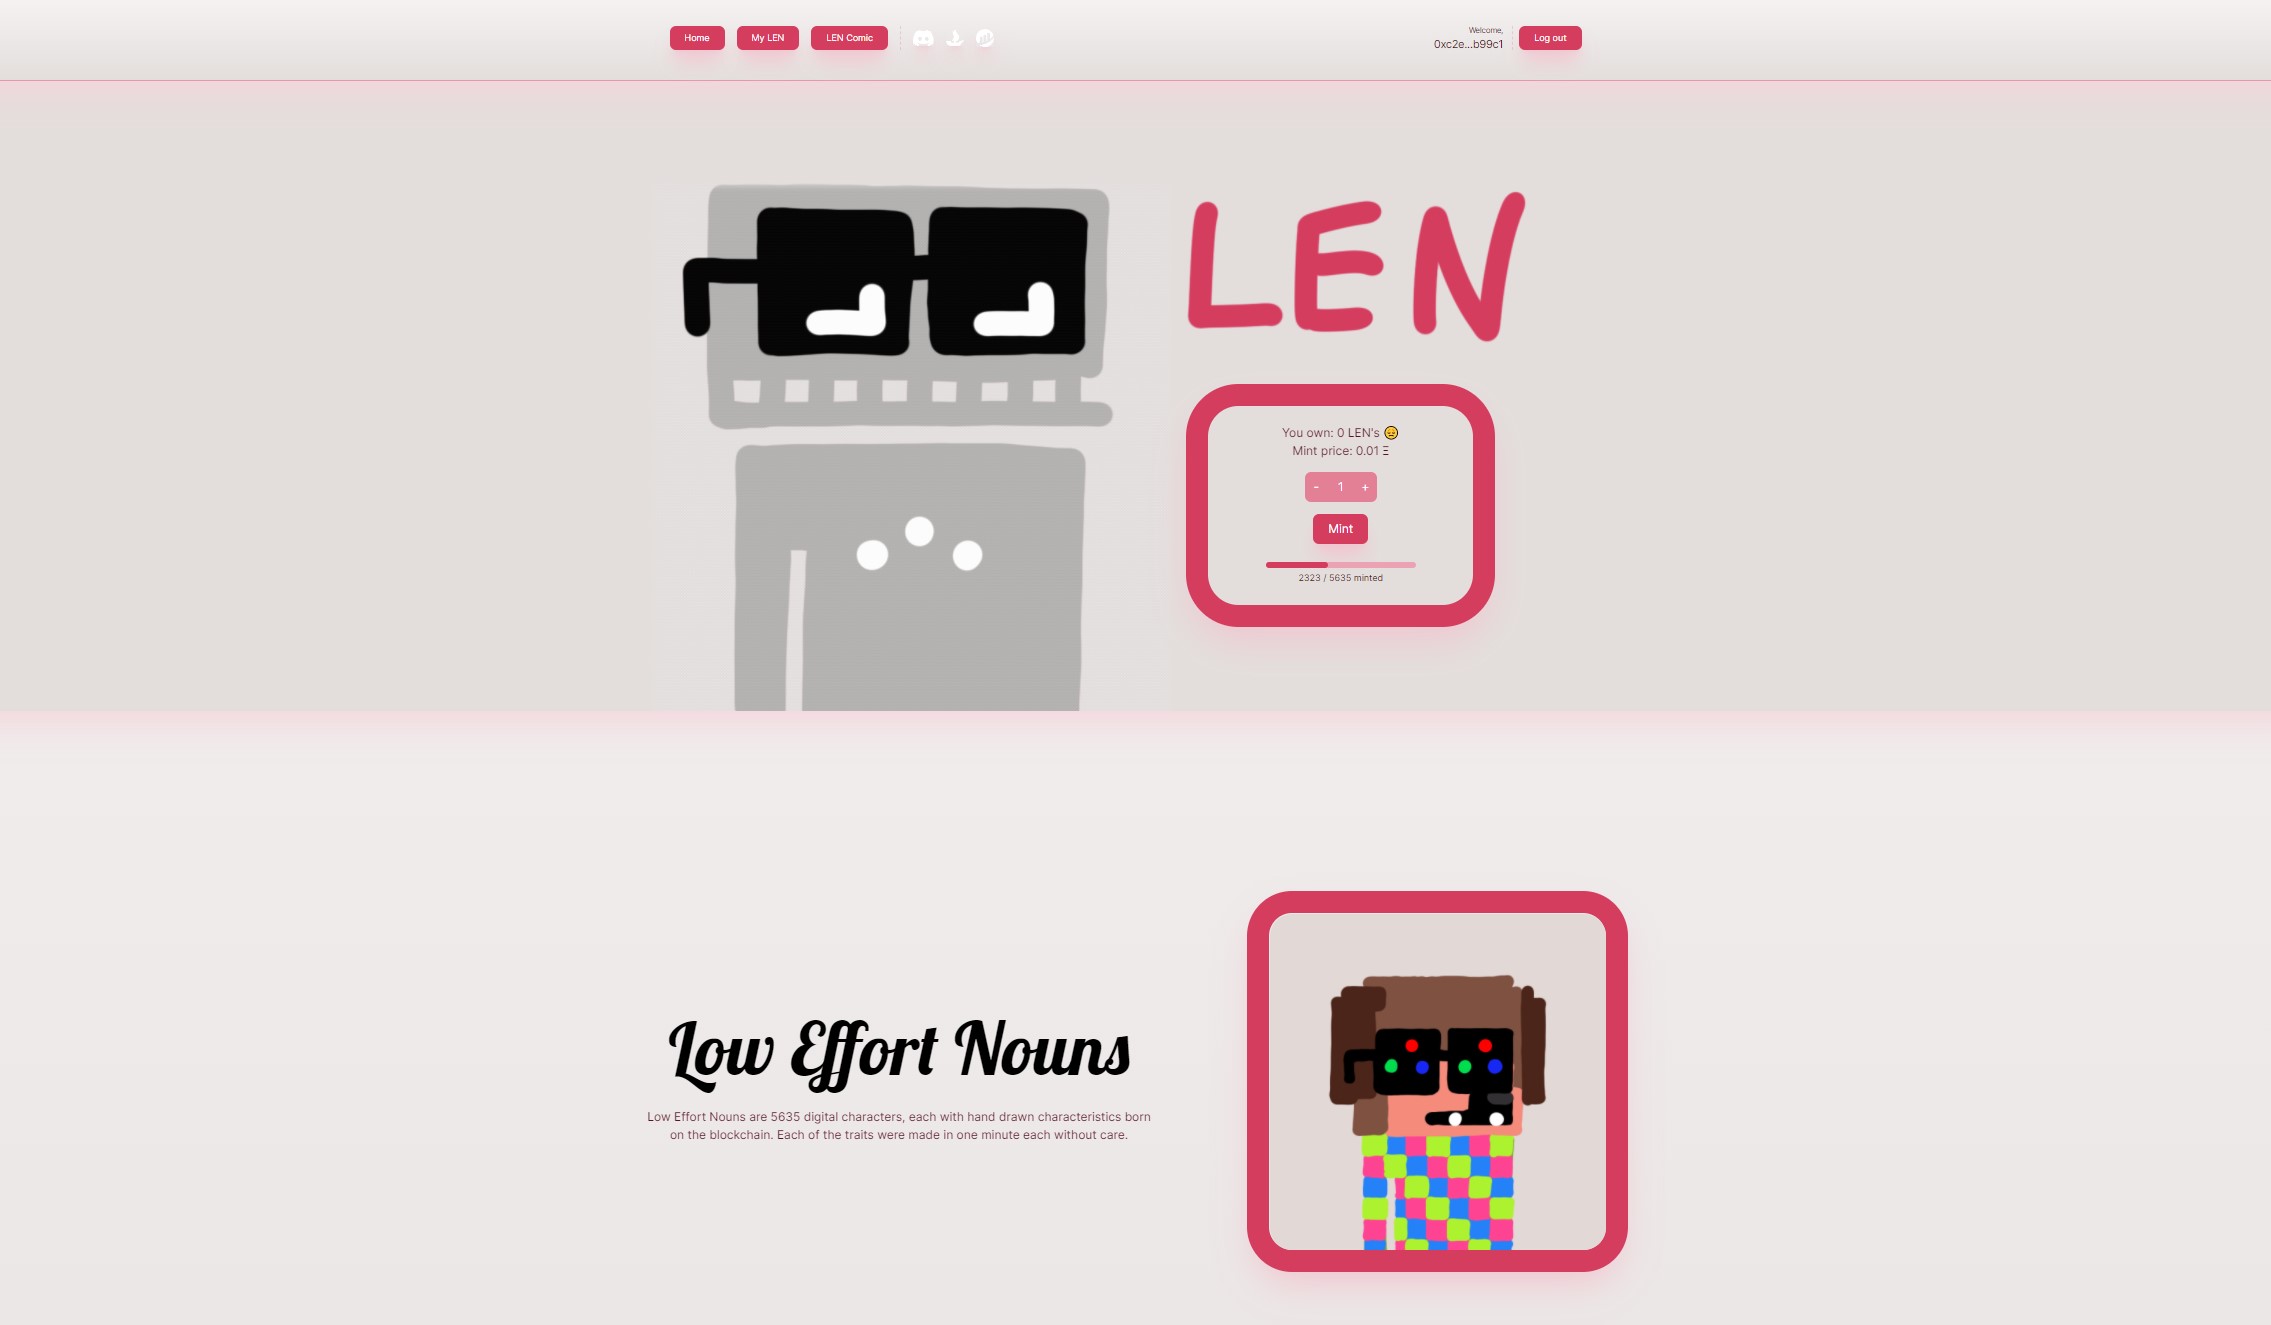 Home
My LEN
LEN Comic
Welcome,
0xc2e...b99c1
Log out
LEN
You own: 0 LEN's 😑
Mint price: 0.01 Ξ
- 1 +
Mint
2323 / 5635 minted
Low Effort Nouns
Low Effort Nouns are 5635 digital characters, each with hand drawn characteristics born
on the blockchain. Each of the traits were made in one minute each without care.